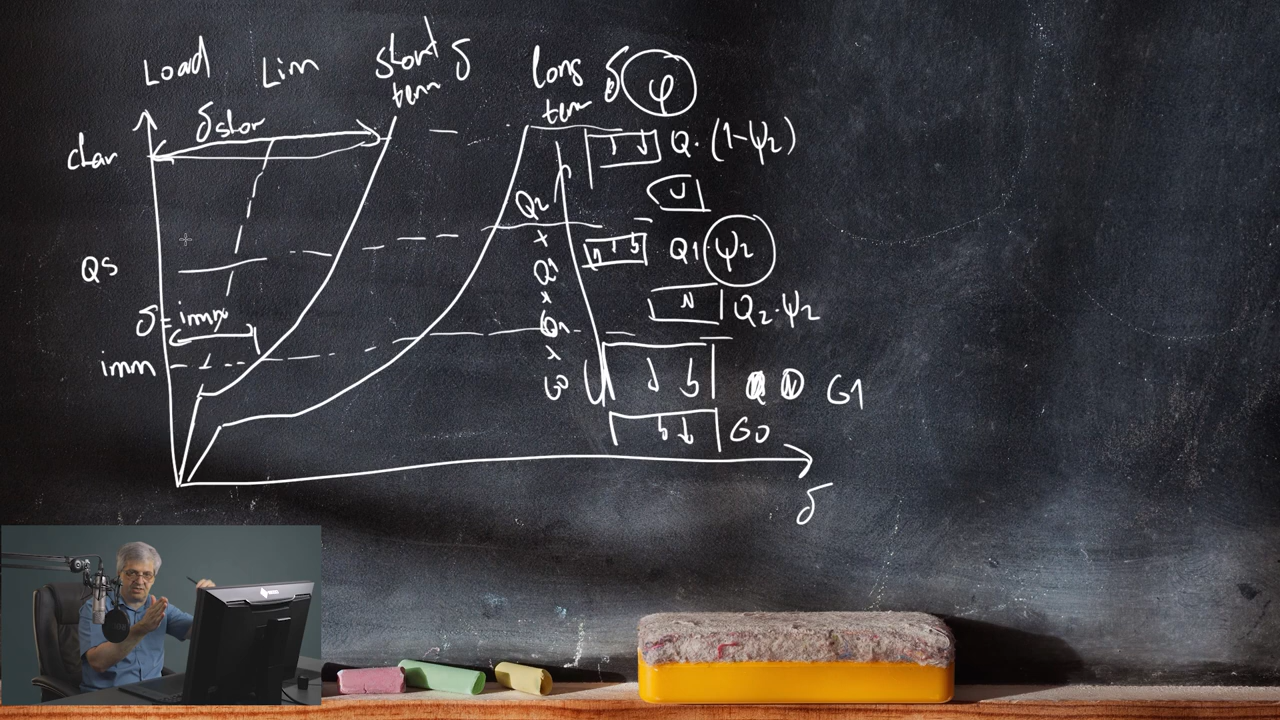 Load Lim short δ long δ φ
term term
δshor
char Q·(1-ψ2)
Q2
QS Q1·ψ2
Q1
δ imm Q2·ψ2
imm
G0 G1
G0
δ